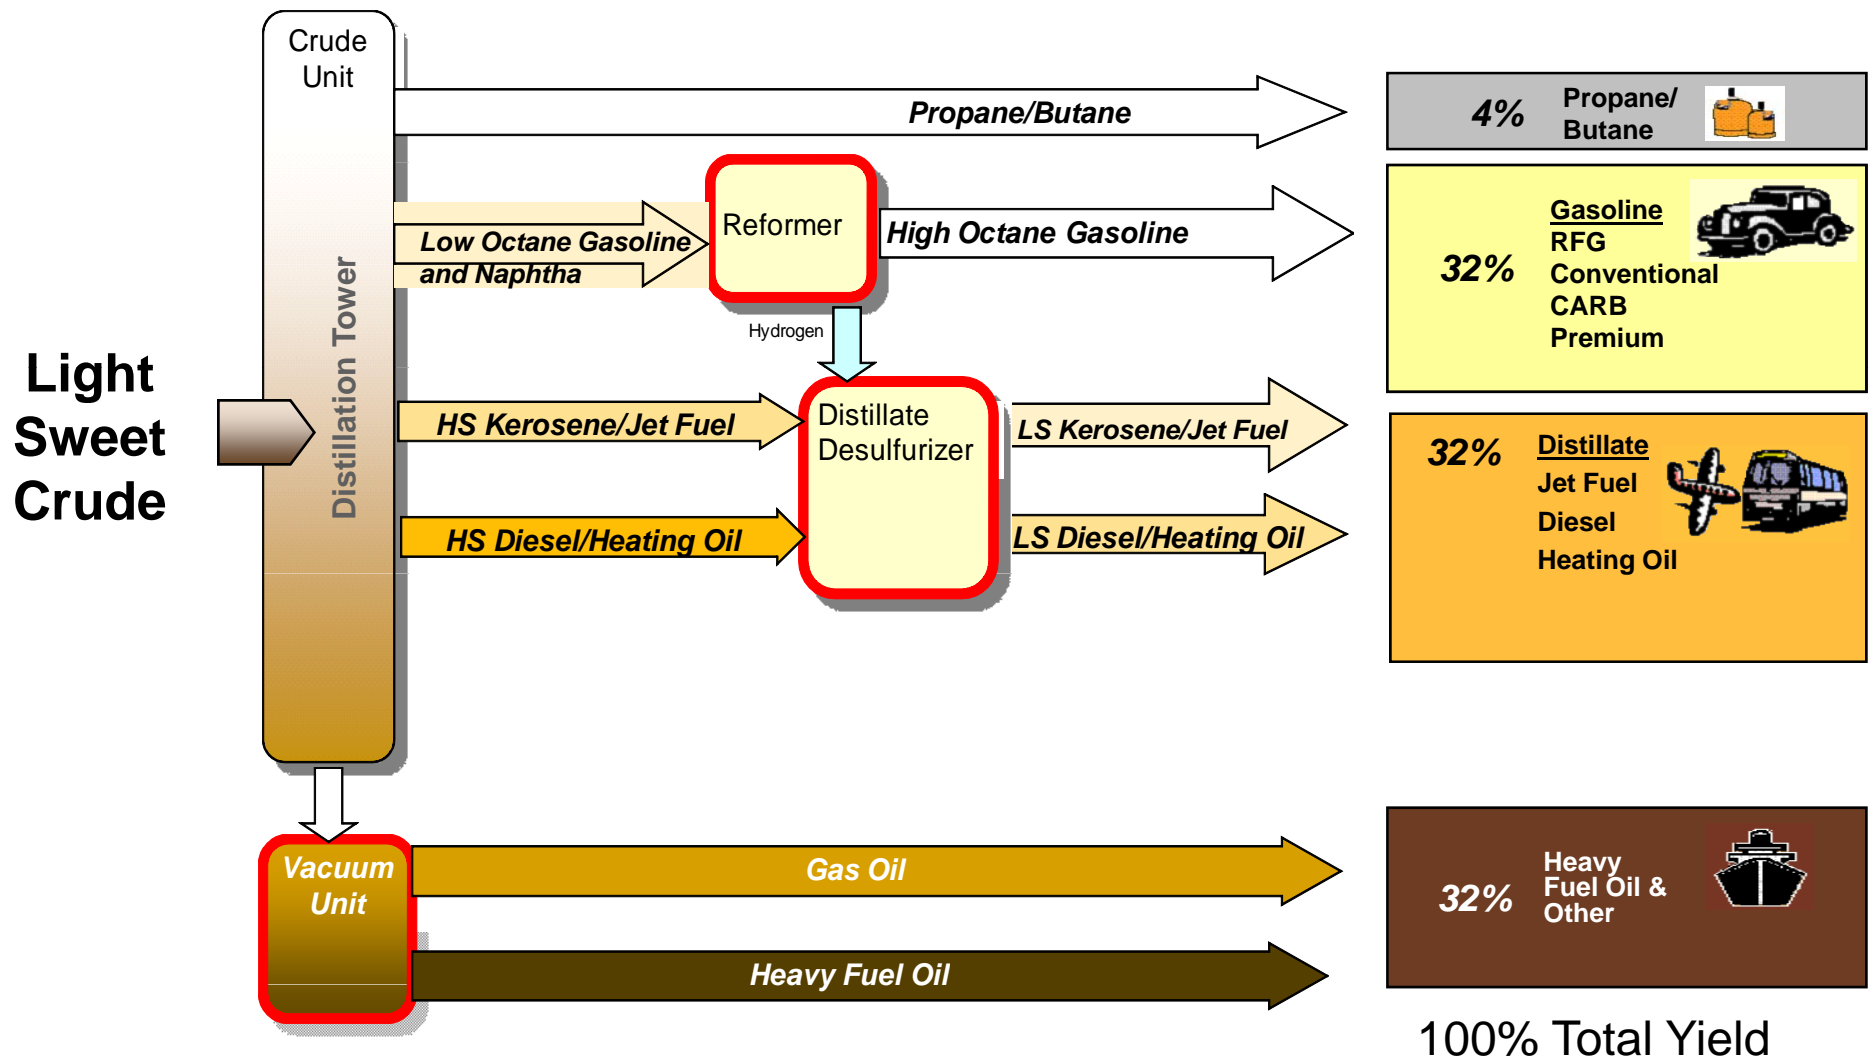 Crude
Unit
Distillation Tower
Light
Sweet
Crude
Propane/Butane
Low Octane Gasoline
and Naphtha
Reformer
High Octane Gasoline
Hydrogen
HS Kerosene/Jet Fuel
HS Diesel/Heating Oil
Distillate
Desulfurizer
LS Kerosene/Jet Fuel
LS Diesel/Heating Oil
Vacuum
Unit
Gas Oil
Heavy Fuel Oil
4%
Propane/
Butane
32%
Gasoline
RFG
Conventional
CARB
Premium
32%
Distillate
Jet Fuel
Diesel
Heating Oil
32%
Heavy
Fuel Oil &
Other
100% Total Yield